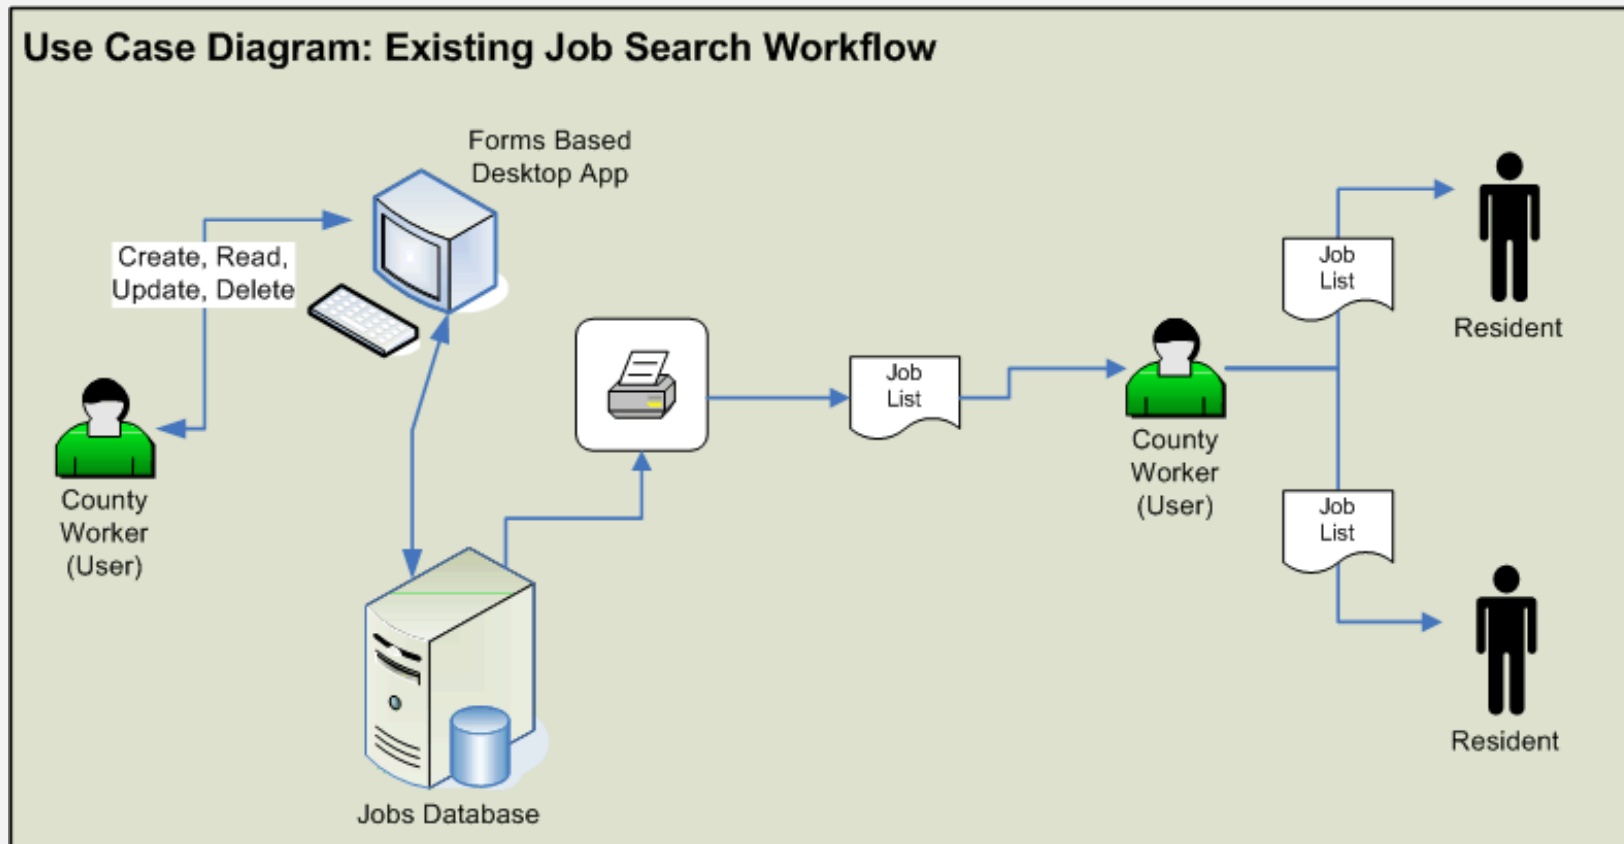 Use Case Diagram: Existing Job Search Workflow
Forms Based
Desktop App
Create, Read,
Update, Delete
County
Worker
(User)
Jobs Database
Job
List
County
Worker
(User)
Job
List
Resident
Job
List
Resident